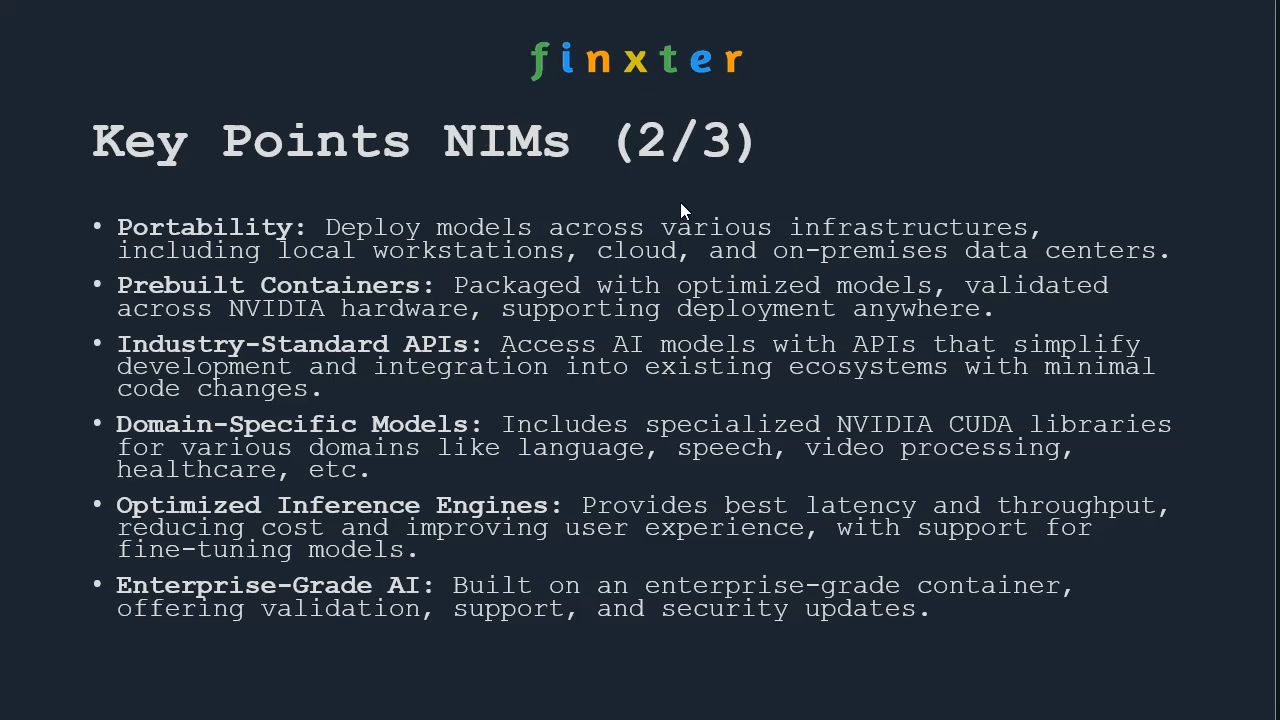 finxter
Key Points NIMs (2/3)
• Portability: Deploy models across various infrastructures,
including local workstations, cloud, and on-premises data centers.
• Prebuilt Containers: Packaged with optimized models, validated
across NVIDIA hardware, supporting deployment anywhere.
• Industry-Standard APIs: Access AI models with APIs that simplify
development and integration into existing ecosystems with minimal
code changes.
• Domain-Specific Models: Includes specialized NVIDIA CUDA libraries
for various domains like language, speech, video processing,
healthcare, etc.
• Optimized Inference Engines: Provides best latency and throughput,
reducing cost and improving user experience, with support for
fine-tuning models.
• Enterprise-Grade AI: Built on an enterprise-grade container,
offering validation, support, and security updates.